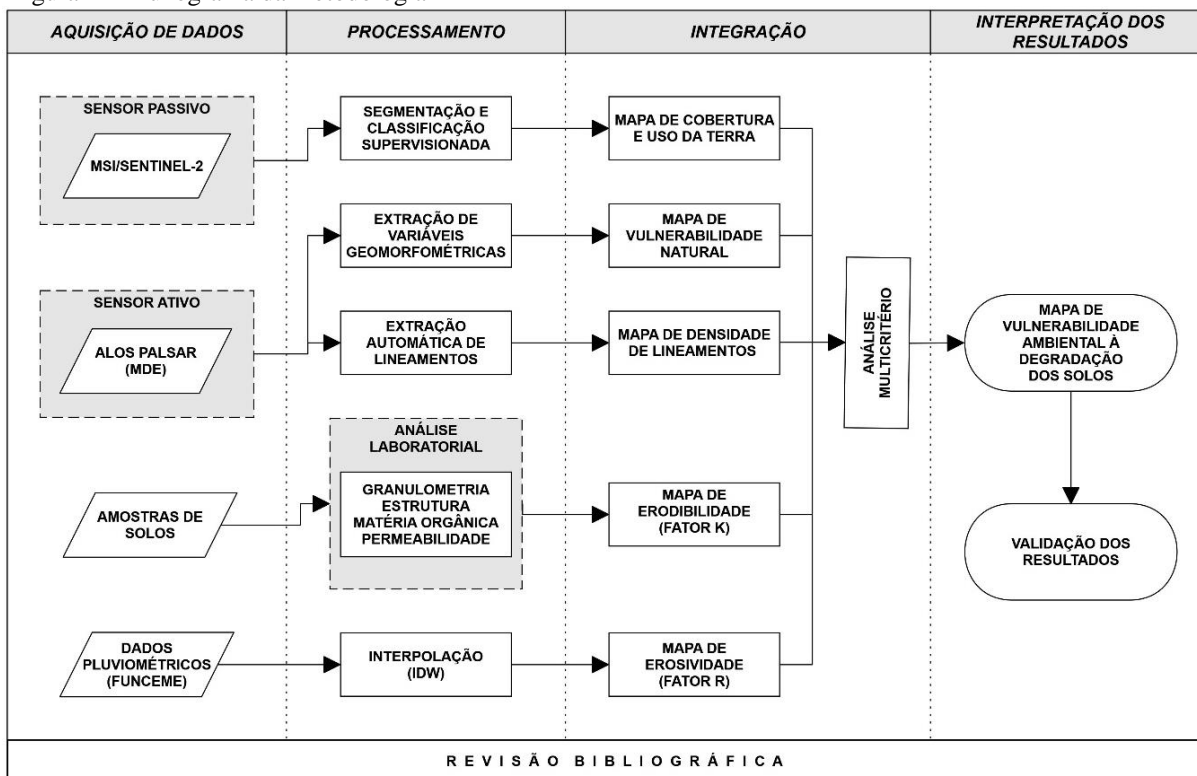 AQUISIÇÃO DE DADOS
PROCESSAMENTO
INTEGRAÇÃO
INTERPRETAÇÃO DOS
RESULTADOS
SENSOR PASSIVO
MSI/SENTINEL-2
SEGMENTAÇÃO E
CLASSIFICAÇÃO
SUPERVISIONADA
MAPA DE COBERTURA
E USO DA TERRA
EXTRAÇÃO DE
VARIÁVEIS
GEOMORFOMÉTRICAS
MAPA DE
VULNERABILIDADE
NATURAL
SENSOR ATIVO
ALOS PALSAR
(MDE)
EXTRAÇÃO
AUTOMÁTICA DE
LINEAMENTOS
MAPA DE DENSIDADE
DE LINEAMENTOS
ANÁLISE
MULTICRITÉRIO
MAPA DE
VULNERABILIDADE
AMBIENTAL À
DEGRADAÇÃO
DOS SOLOS
AMOSTRAS DE
SOLOS
ANÁLISE
LABORATORIAL
GRANULOMETRIA
ESTRUTURA
MATÉRIA ORGÂNICA
PERMEABILIDADE
MAPA DE
ERODIBILIDADE
(FATOR K)
VALIDAÇÃO DOS
RESULTADOS
DADOS
PLUVIOMÉTRICOS
(FUNCEME)
INTERPOLAÇÃO
(IDW)
MAPA DE
EROSIVIDADE
(FATOR R)
REVISÃO BIBLIOGRÁFICA